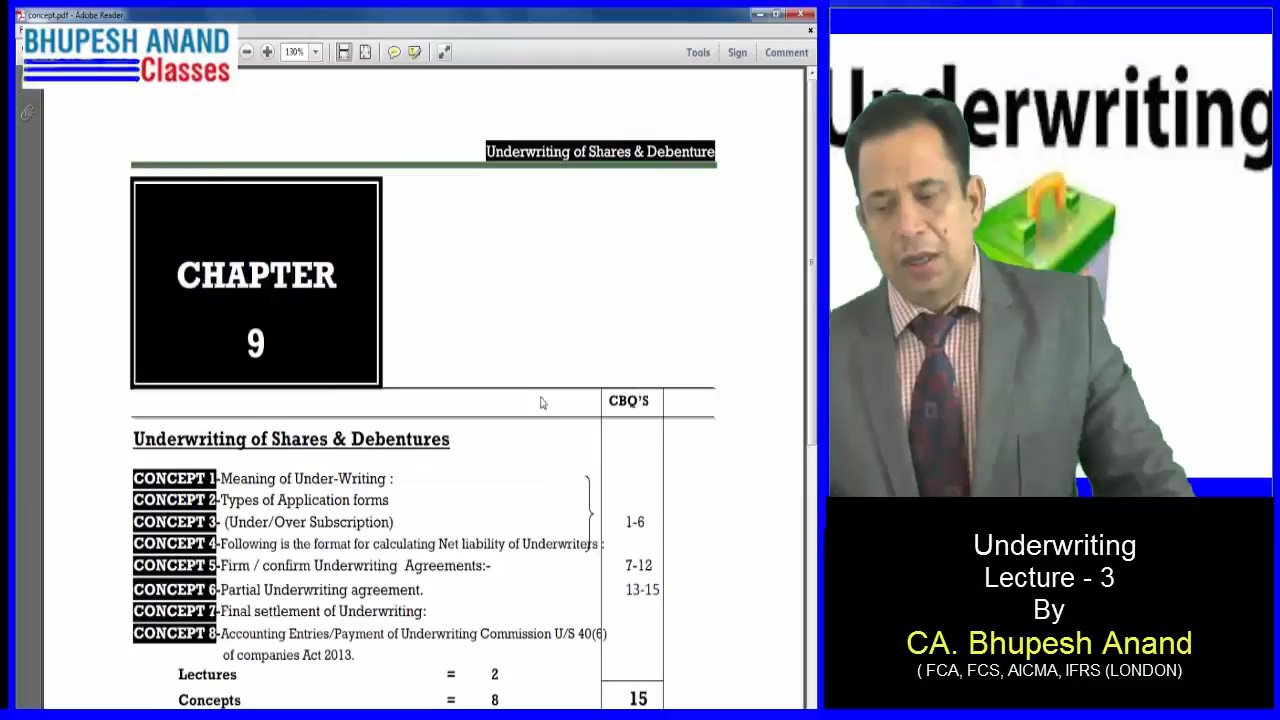 concept.pdf - Adobe Reader
BHUPESH ANAND
Classes
130%
Tools
Sign
Comment
Underwriting
Underwriting of Shares & Debenture
CHAPTER
9
CBQ'S
Underwriting of Shares & Debentures
CONCEPT 1-Meaning of Under-Writing :
CONCEPT 2-Types of Application forms
CONCEPT 3- (Under/Over Subscription) 1-6
CONCEPT 4-Following is the format for calculating Net liability of Underwriters :
CONCEPT 5-Firm / confirm Underwriting Agreements:- 7-12
CONCEPT 6-Partial Underwriting agreement. 13-15
CONCEPT 7-Final settlement of Underwriting:
CONCEPT 8-Accounting Entries/Payment of Underwriting Commission U/S 40(6)
of companies Act 2013.
Lectures = 2
Concepts = 8 15
Underwriting
Lecture - 3
By
CA. Bhupesh Anand
( FCA, FCS, AICMA, IFRS (LONDON)